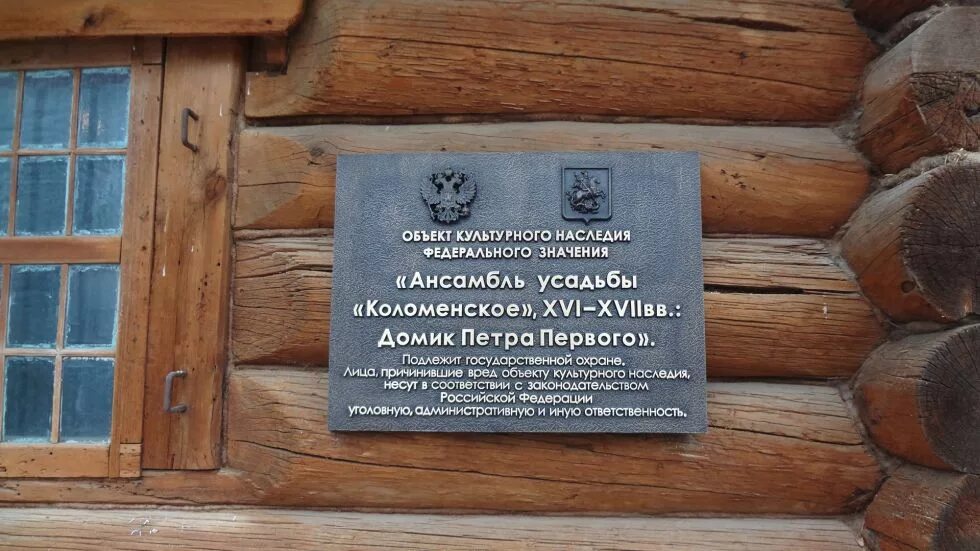 ОБЪЕКТ КУЛЬТУРНОГО НАСЛЕДИЯ
ФЕДЕРАЛЬНОГО ЗНАЧЕНИЯ
«Ансамбль усадьбы
«Коломенское», XVI–XVIIвв.:
Домик Петра Первого».
Подлежит государственной охране.
Лица, причинившие вред объекту культурного наследия,
несут в соответствии с законодательством
Российской Федерации
уголовную, административную и иную ответственность.